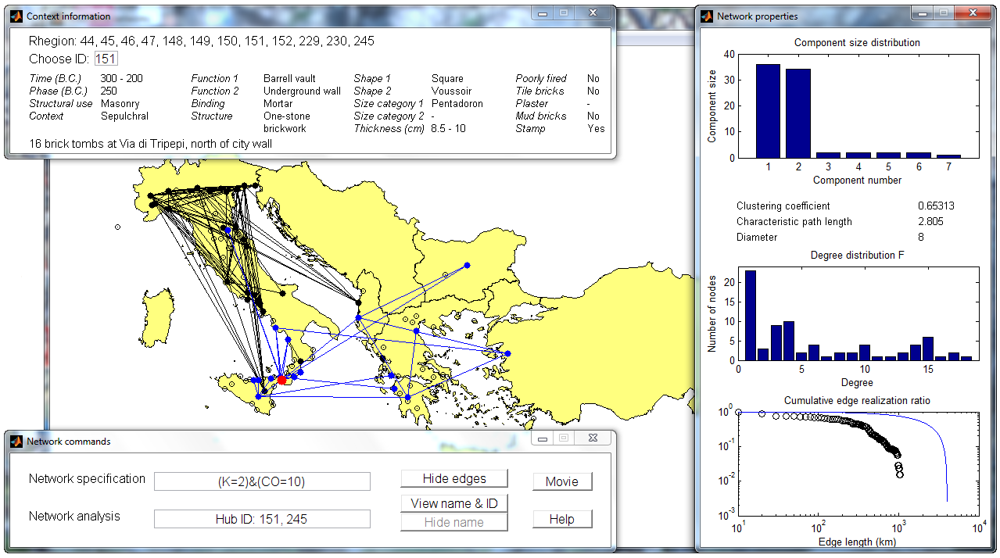 Context information
Rhegion. 44, 45, 46, 47, 148, 149, 150, 151, 152, 229, 230, 245
Choose ID: 151
Time (B.C.) 300 - 200 Function 1 Barrell vault Shape 1 Square Poorly fired No
Phase (B.C.) 250 Function 2 Underground wall Shape 2 Voussoir Tile bricks No
Structural use Masonry Binding Mortar Size category 1 Pentadoron Plaster -
Context Sepulchral Structure One-stone Size category 2 - Mud bricks No
brickwork Thickness (cm) 8.5 - 10 Stamp Yes
16 brick tombs at Via di Tripepi, north of city wall
Network commands
Network specification (K=2)&(CO=10) Hide edges Movie
View name & ID
Network analysis Hub ID: 151, 245 Hide name Help
Network properties
Component size distribution
Component size
40
30
20
10
0
1 2 3 4 5 6 7
Component number
Clustering coefficient 0.65313
Characteristic path length 2.805
Diameter 8
Degree distribution F
Number of nodes
20
15
10
5
0
0 5 10 15
Degree
Cumulative edge realization ratio
10^0
10^-1
10^-2
10^-3
10^1 10^2 10^3 10^4
Edge length (km)